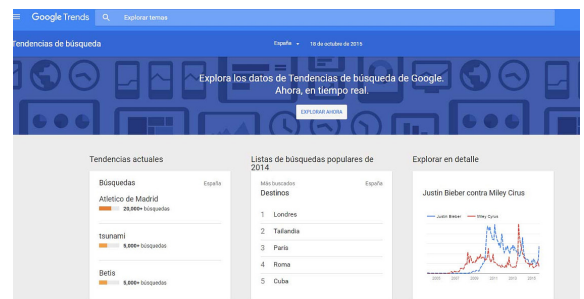 Google Trends
Explorar temas
Tendencias de búsqueda
España
18 de octubre de 2015
Explora los datos de Tendencias de búsqueda de Google.
Ahora, en tiempo real.
EXPLORAR AHORA
Tendencias actuales
Búsquedas
España
Atletico de Madrid
20,000+ búsquedas
tsunami
5,000+ búsquedas
Betis
5,000+ búsquedas
Listas de búsquedas populares de
2014
Más buscados
España
Destinos
1 Londres
2 Tailandia
3 París
4 Roma
5 Cuba
Explorar en detalle
Justin Bieber contra Miley Cirus
Justin Bieber
Miley Cyrus
2005 2007 2009 2011 2013 2015